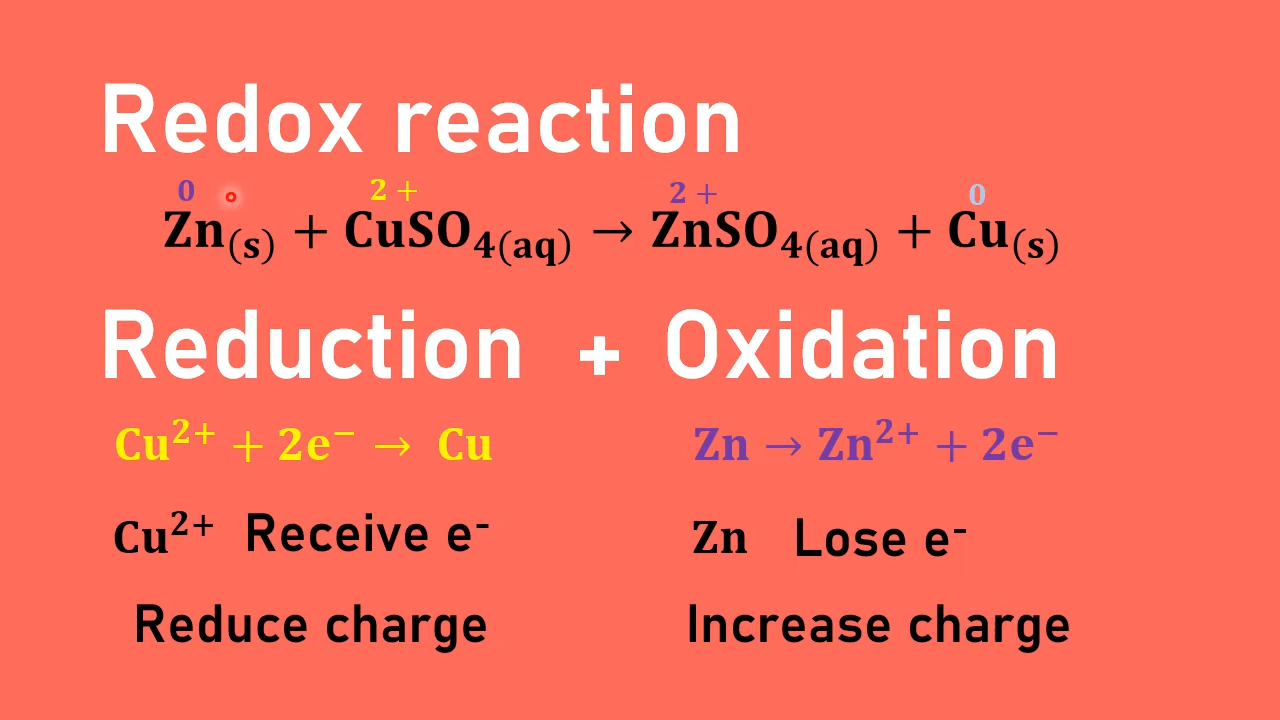 Redox reaction
0 2+ 2+ 0
Zn(s) + CuSO4(aq) → ZnSO4(aq) + Cu(s)
Reduction + Oxidation
Cu²⁺ + 2e⁻ → Cu Zn → Zn²⁺ + 2e⁻
Cu²⁺ Receive e⁻ Zn Lose e⁻
Reduce charge Increase charge